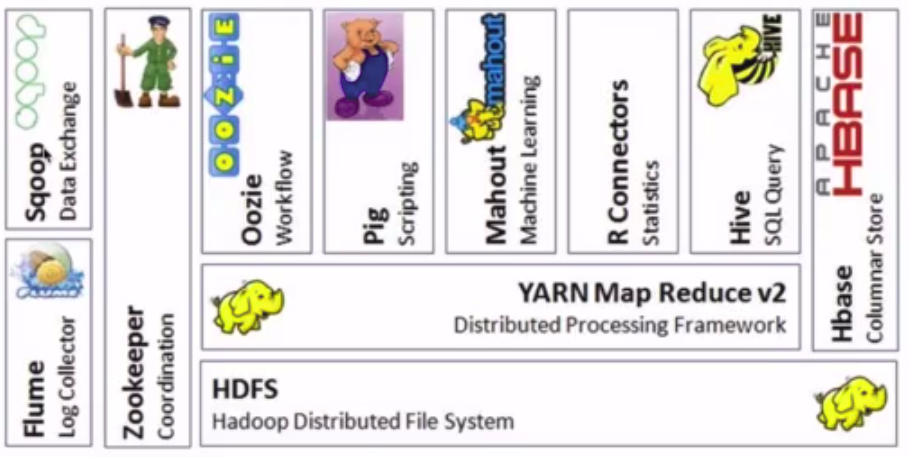 Sqoop
Sqoop
Data Exchange
Flume
Flume
Log Collector
Zookeeper
Coordination
OOZiE
Oozie
Workflow
Pig
Scripting
mahout
Mahout
Machine Learning
R Connectors
Statistics
HIVE
Hive
SQL Query
APACHE
HBASE
Hbase
Columnar Store
YARN Map Reduce v2
Distributed Processing Framework
HDFS
Hadoop Distributed File System